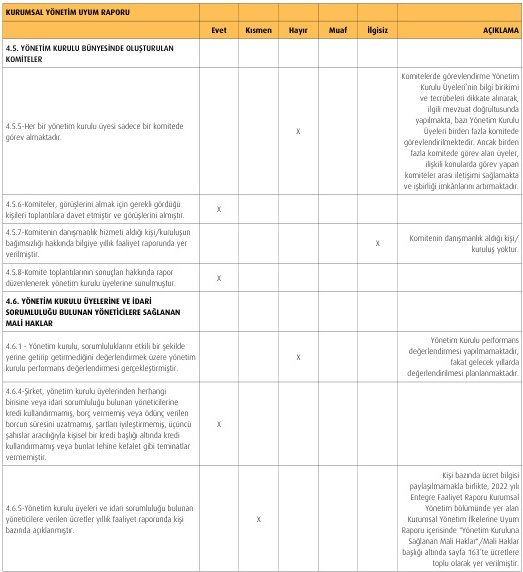 KURUMSAL YÖNETİM UYUM RAPORU
Evet Kısmen Hayır Muaf İlgisiz AÇIKLAMA
4.5. YÖNETİM KURULU BÜNYESİNDE OLUŞTURULAN
KOMİTELER
4.5.5-Her bir yönetim kurulu üyesi sadece bir komitede
görev almaktadır.
X
Komitelerde görevlendirme Yönetim
Kurulu Üyeleri'nin bilgi birikimi
ve tecrübeleri dikkate alınarak,
ilgili mevzuat doğrultusunda
yapılmakta, bazı Yönetim Kurulu
Üyeleri birden fazla komitede
görevlendirilmektedir. Ancak birden
fazla komitede görev alan üyeler,
ilişkili konularda görev yapan
komiteler arası iletişimi sağlamakta
ve işbirliği imkânlarını artırmaktadır.
4.5.6-Komiteler, görüşlerini almak için gerekli gördüğü
kişileri toplantılara davet etmiştir ve görüşlerini almıştır.
X
4.5.7-Komitenin danışmanlık hizmeti aldığı kişi/kuruluşun
bağımsızlığı hakkında bilgiye yıllık faaliyet raporunda yer
verilmiştir.
X
Komitenin danışmanlık aldığı kişi/
kuruluş yoktur.
4.5.8-Komite toplantılarının sonuçları hakkında rapor
düzenlenerek yönetim kurulu üyelerine sunulmuştur.
X
4.6. YÖNETİM KURULU ÜYELERİNE VE İDARİ
SORUMLULUĞU BULUNAN YÖNETİCİLERE SAĞLANAN
MALİ HAKLAR
4.6.1 - Yönetim kurulu, sorumluluklarını etkili bir şekilde
yerine getirip getirmediğini değerlendirmek üzere yönetim
kurulu performans değerlendirmesi gerçekleştirmiştir.
X
Yönetim Kurulu performans
değerlendirmesi yapılmamaktadır,
fakat gelecek yıllarda
değerlendirilmesi planlanmaktadır.
4.6.4-Şirket, yönetim kurulu üyelerinden herhangi
birisine veya idari sorumluluğu bulunan yöneticilerine
kredi kullandırmamış, borç vermemiş veya ödünç verilen
borcun süresini uzatmamış, şartları iyileştirmemiş, üçüncü
şahıslar aracılığıyla kişisel bir kredi başlığı altında kredi
kullandırmamış veya bunlar lehine kefalet gibi teminatlar
vermemiştir.
X
4.6.5-Yönetim kurulu üyeleri ve idari sorumluluğu bulunan
yöneticilere verilen ücretler yıllık faaliyet raporunda kişi
bazında açıklanmıştır.
X
Kişi bazında ücret bilgisi
paylaşılmamakla birlikte, 2022 yılı
Entegre Faaliyet Raporu Kurumsal
Yönetim bölümünde yer alan
Kurumsal Yönetim İlkelerine Uyum
Raporu içerisinde "Yönetim Kuruluna
Sağlanan Mali Haklar"/Mali Haklar
başlığı altında sayfa 163'te ücretlere
toplu olarak yer verilmiştir.